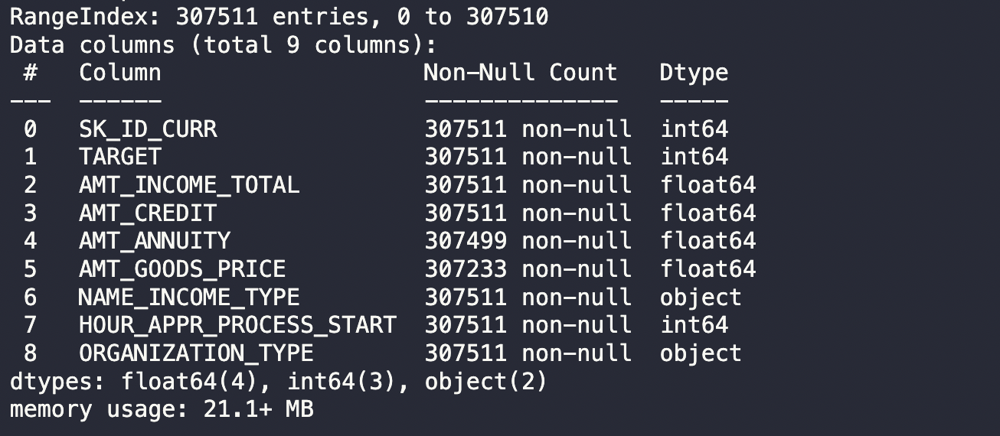 RangeIndex: 307511 entries, 0 to 307510
Data columns (total 9 columns):
 #   Column                   Non-Null Count   Dtype
---  ------                   --------------   -----
 0   SK_ID_CURR               307511 non-null  int64
 1   TARGET                   307511 non-null  int64
 2   AMT_INCOME_TOTAL         307511 non-null  float64
 3   AMT_CREDIT               307511 non-null  float64
 4   AMT_ANNUITY              307499 non-null  float64
 5   AMT_GOODS_PRICE          307233 non-null  float64
 6   NAME_INCOME_TYPE         307511 non-null  object
 7   HOUR_APPR_PROCESS_START  307511 non-null  int64
 8   ORGANIZATION_TYPE        307511 non-null  object
dtypes: float64(4), int64(3), object(2)
memory usage: 21.1+ MB